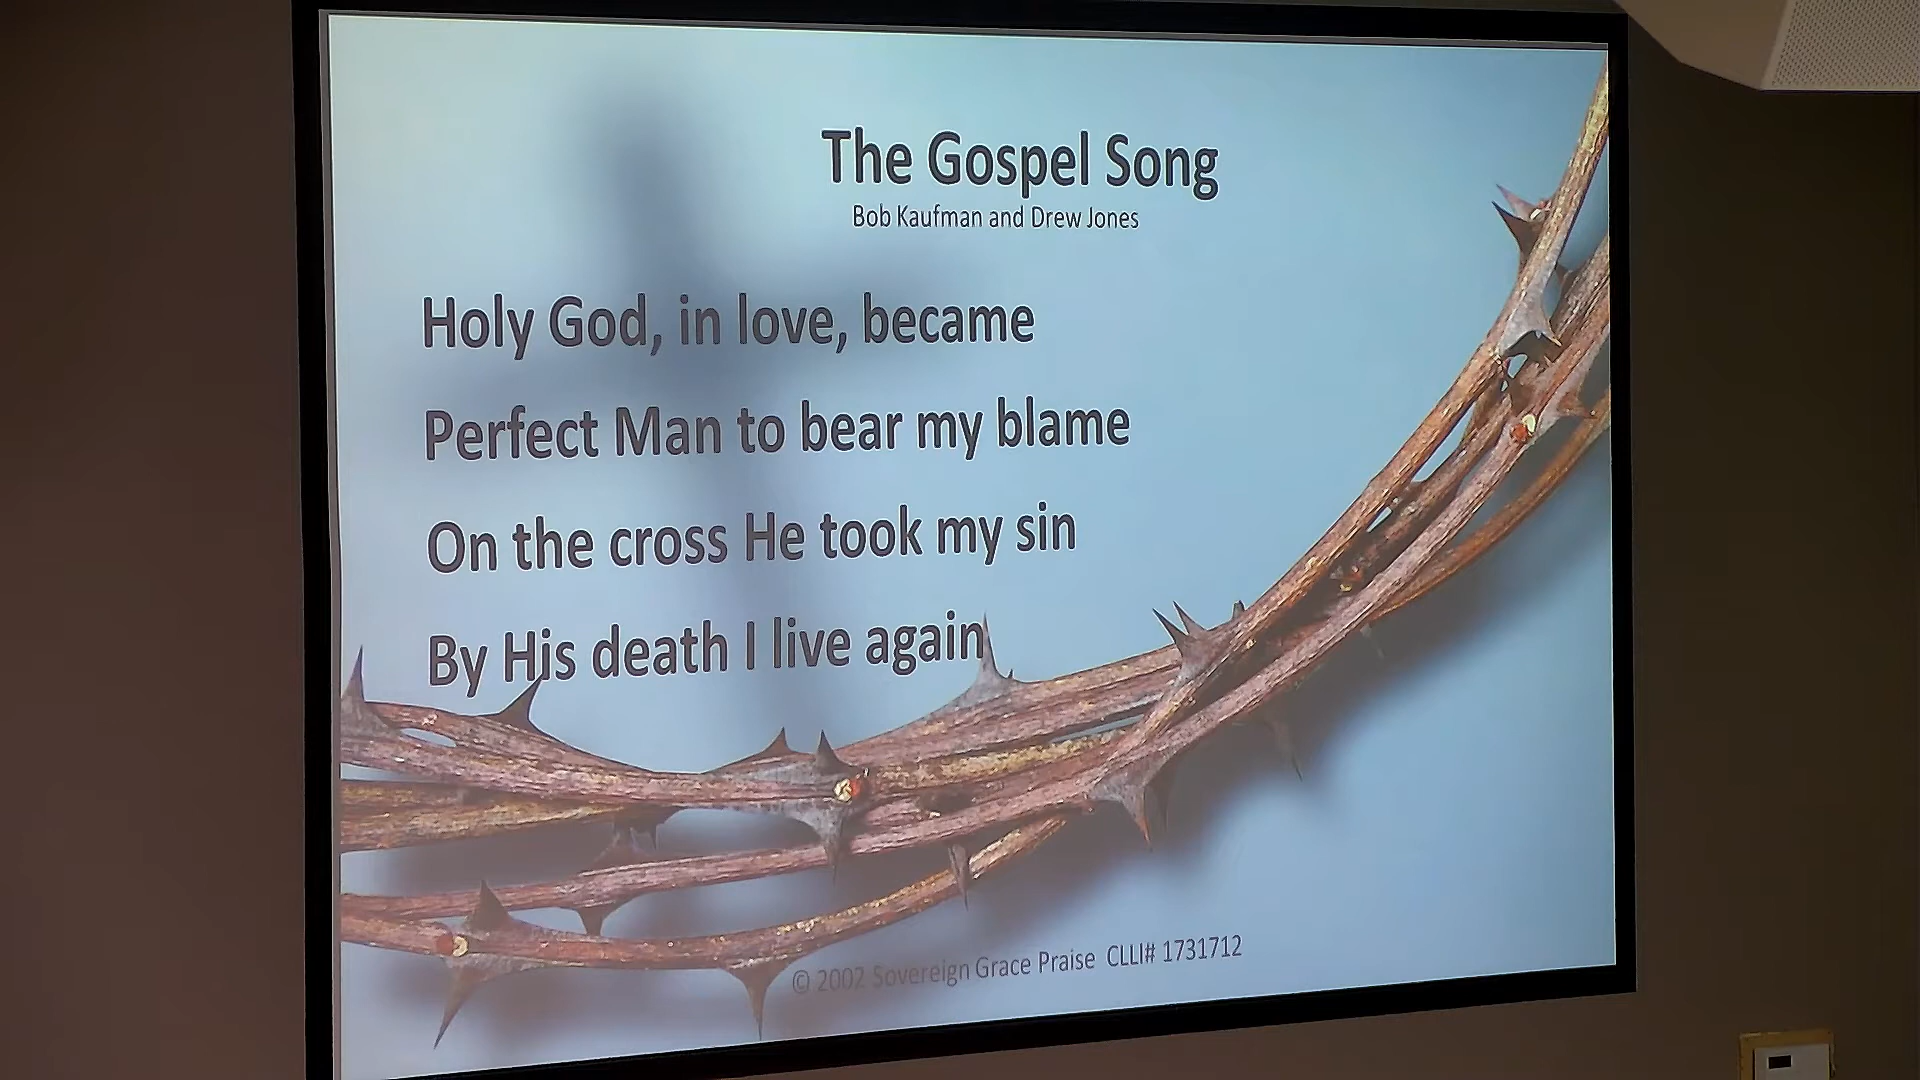 The Gospel Song
Bob Kaufman and Drew Jones
Holy God, in love, became
Perfect Man to bear my blame
On the cross He took my sin
By His death I live again
© 2002 Sovereign Grace Praise CLLI# 1731712